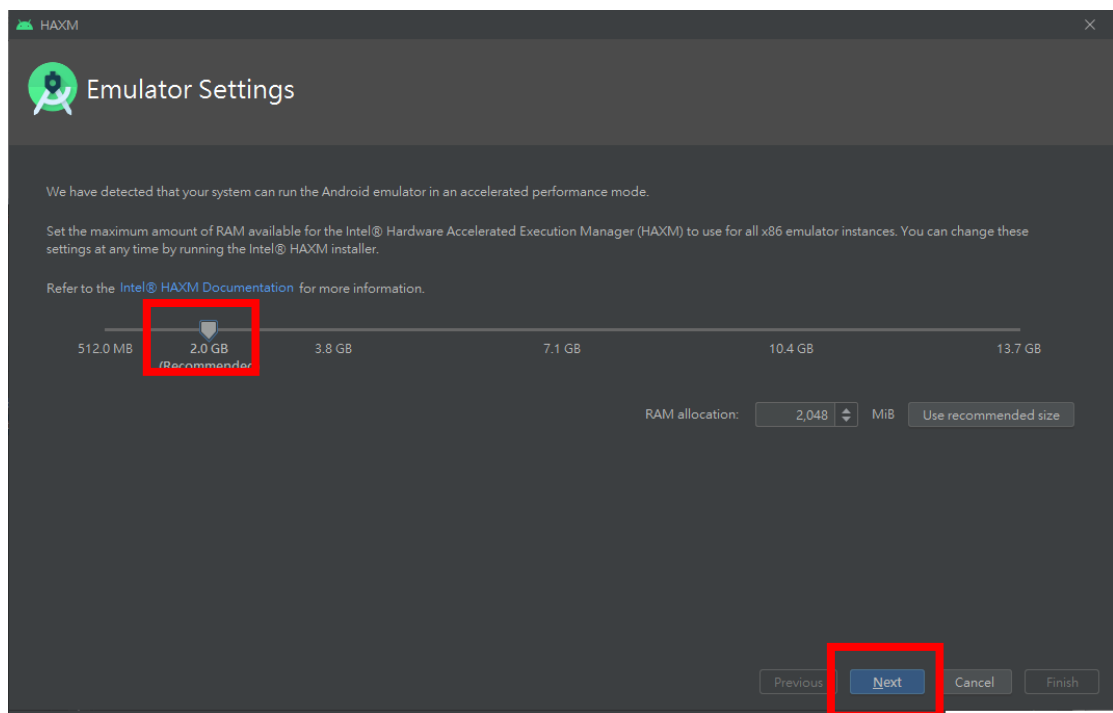 HAXM
Emulator Settings
We have detected that your system can run the Android emulator in an accelerated performance mode.
Set the maximum amount of RAM available for the Intel® Hardware Accelerated Execution Manager (HAXM) to use for all x86 emulator instances. You can change these
settings at any time by running the Intel® HAXM installer.
Refer to the Intel® HAXM Documentation for more information.
512.0 MB 2.0 GB 3.8 GB 7.1 GB 10.4 GB 13.7 GB
(Recommended
RAM allocation: 2,048 MiB Use recommended size
Previous Next Cancel Finish